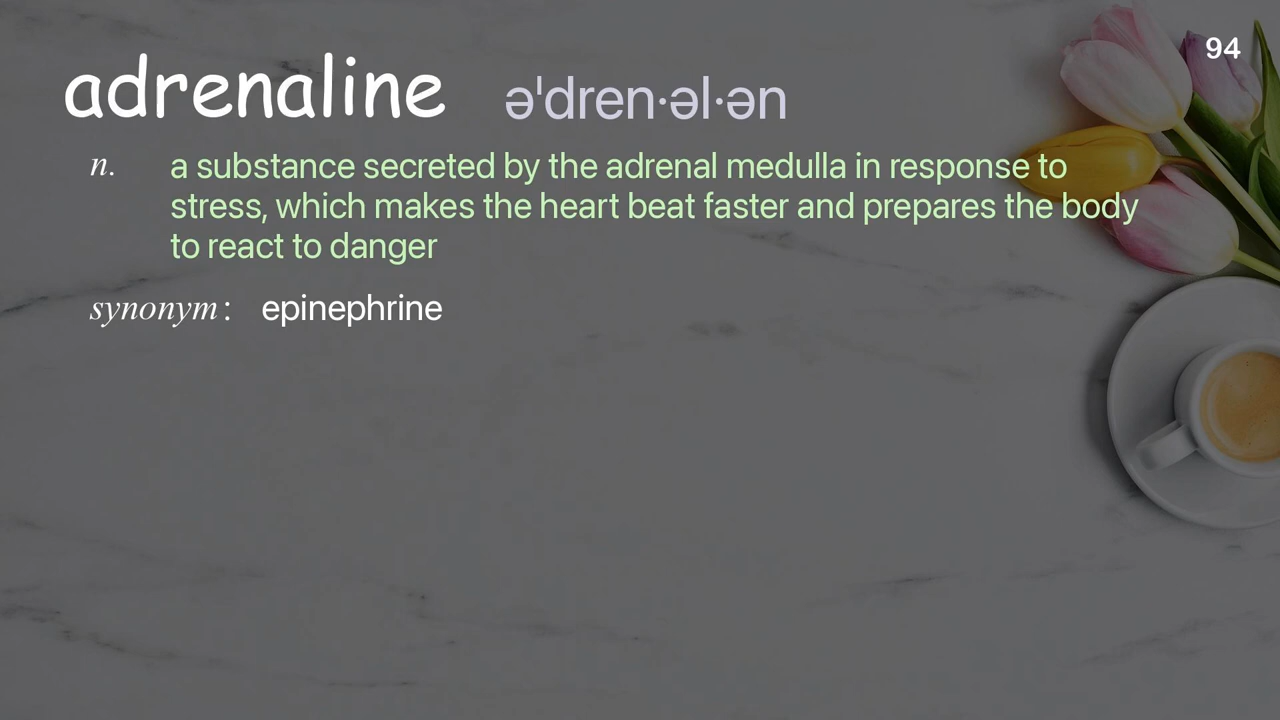 94
adrenaline əˈdren·əl·ən
n. a substance secreted by the adrenal medulla in response to
stress, which makes the heart beat faster and prepares the body
to react to danger
synonym : epinephrine